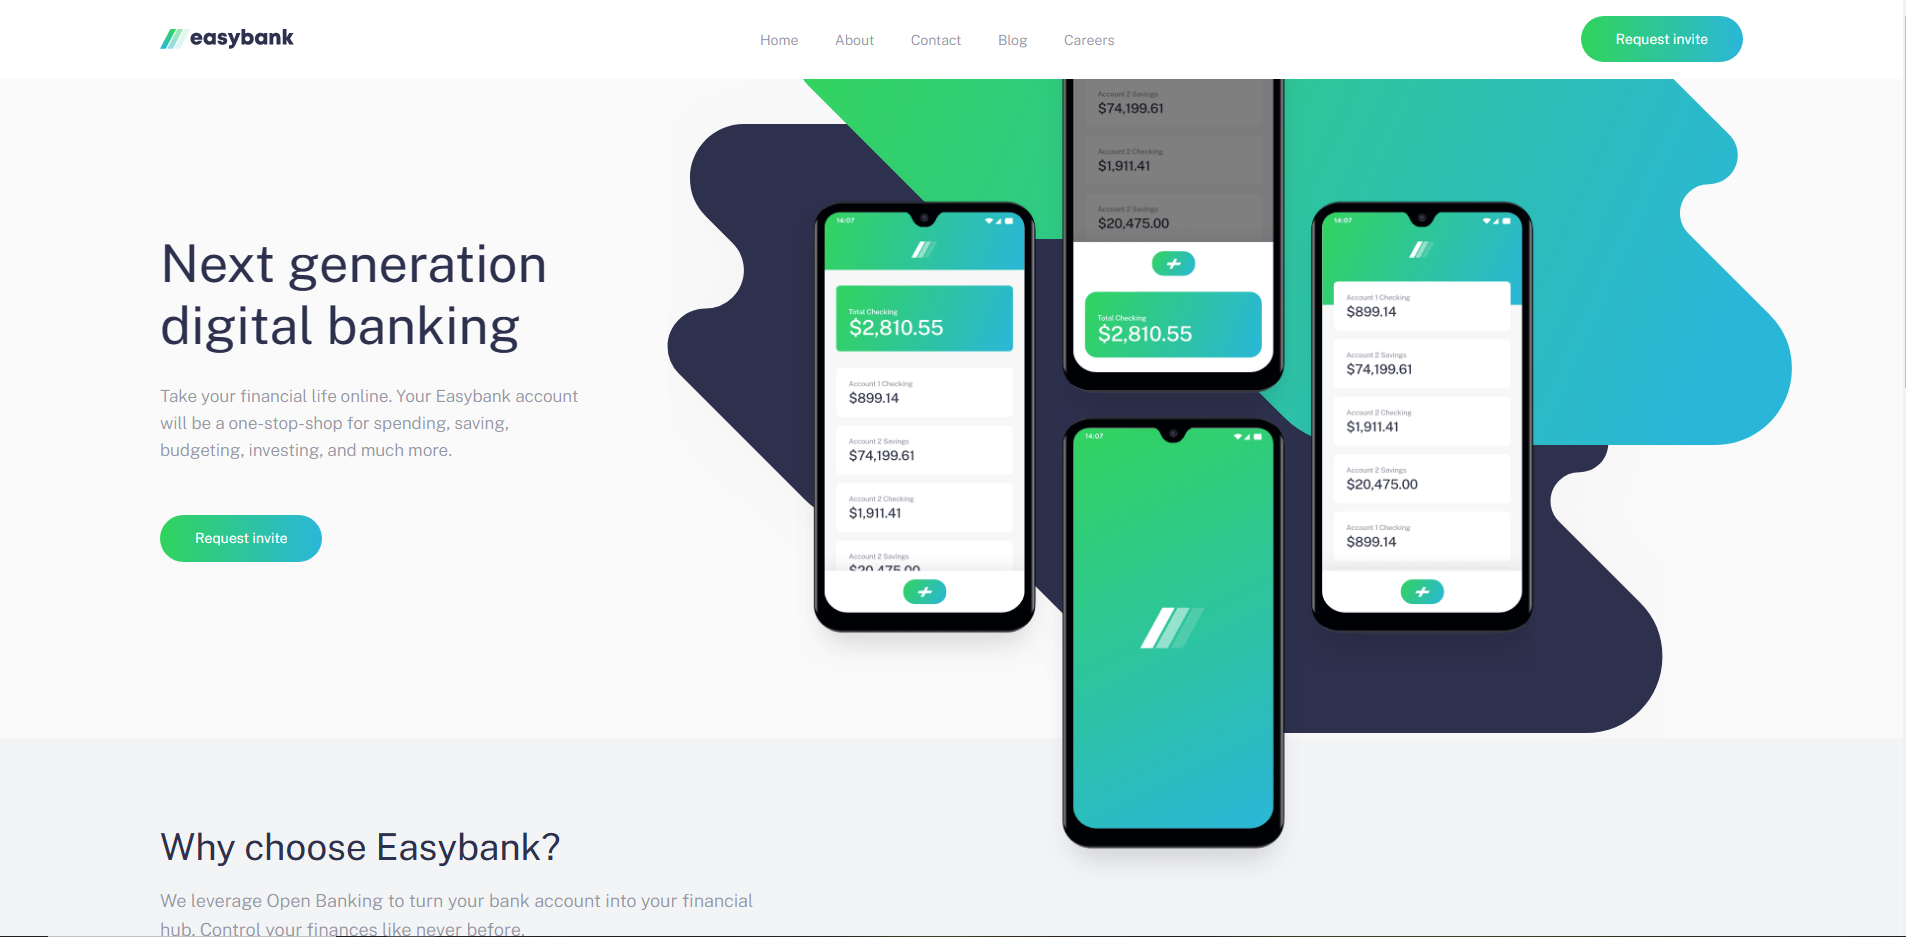 easybank
Home
About
Contact
Blog
Careers
Request invite
Next generation
digital banking
Take your financial life online. Your Easybank account
will be a one-stop-shop for spending, saving,
budgeting, investing, and much more.
Request invite
14:07
Total Checking
$2,810.55
Account 1 Checking
$899.14
Account 2 Savings
$74,199.61
Account 2 Checking
$1,911.41
Account 2 Savings
$20,475.00
Account 2 Savings
$74,199.61
Account 2 Checking
$1,911.41
Account 2 Savings
$20,475.00
Total Checking
$2,810.55
14:07
14:07
Account 1 Checking
$899.14
Account 2 Savings
$74,199.61
Account 2 Checking
$1,911.41
Account 2 Savings
$20,475.00
Account 1 Checking
$899.14
Why choose Easybank?
We leverage Open Banking to turn your bank account into your financial
hub. Control your finances like never before.